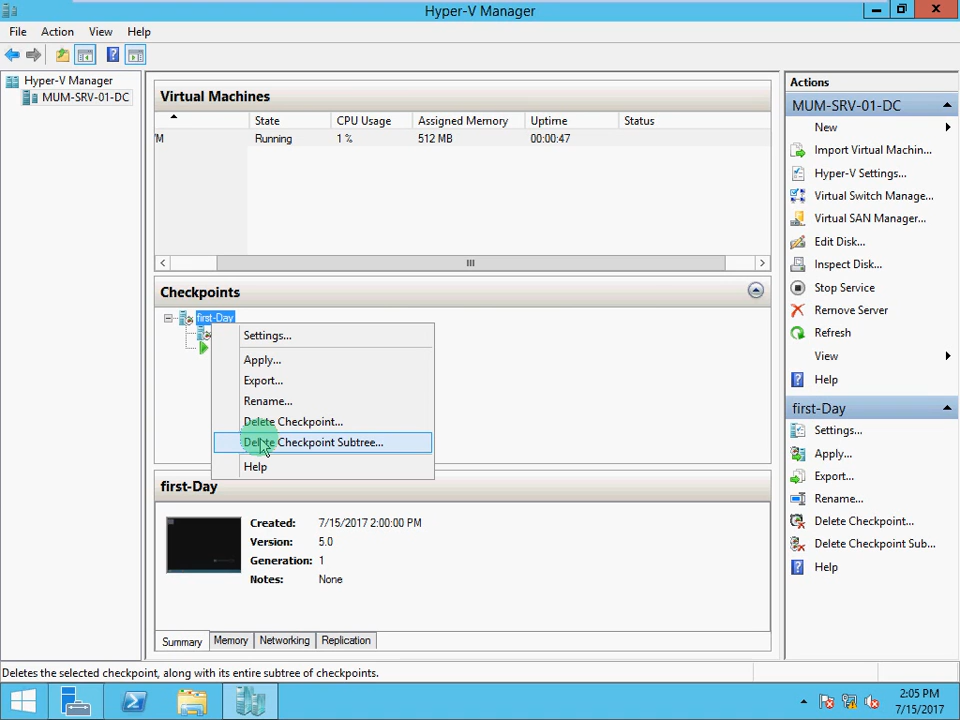 Hyper-V Manager
File Action View Help
Hyper-V Manager
MUM-SRV-01-DC
Virtual Machines
State CPU Usage Assigned Memory Uptime Status
Running 1 % 512 MB 00:00:47
Checkpoints
first-Day
Settings...
Apply...
Export...
Rename...
Delete Checkpoint...
Delete Checkpoint Subtree...
Help
first-Day
Created: 7/15/2017 2:00:00 PM
Version: 5.0
Generation: 1
Notes: None
Summary Memory Networking Replication
Actions
MUM-SRV-01-DC
New
Import Virtual Machin...
Hyper-V Settings...
Virtual Switch Manage...
Virtual SAN Manager...
Edit Disk...
Inspect Disk...
Stop Service
Remove Server
Refresh
View
Help
first-Day
Settings...
Apply...
Export...
Rename...
Delete Checkpoint...
Delete Checkpoint Sub...
Help
Deletes the selected checkpoint, along with its entire subtree of checkpoints.
2:05 PM
7/15/2017